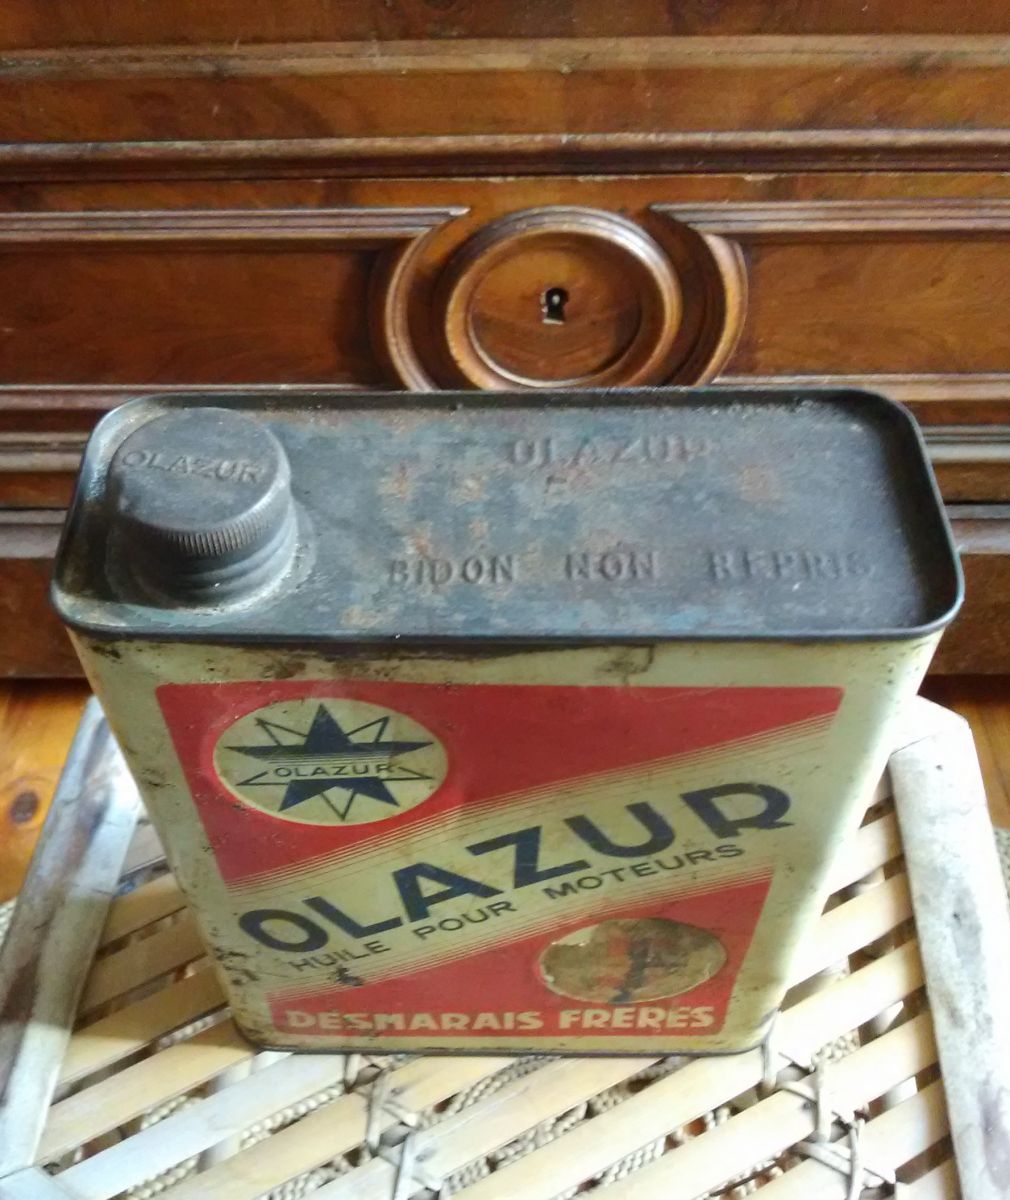 OLAZUR
OLAZUR
BIDON NON REPRIS
OLAZUR
OLAZUR
HUILE POUR MOTEURS
DESMARAIS FRERES